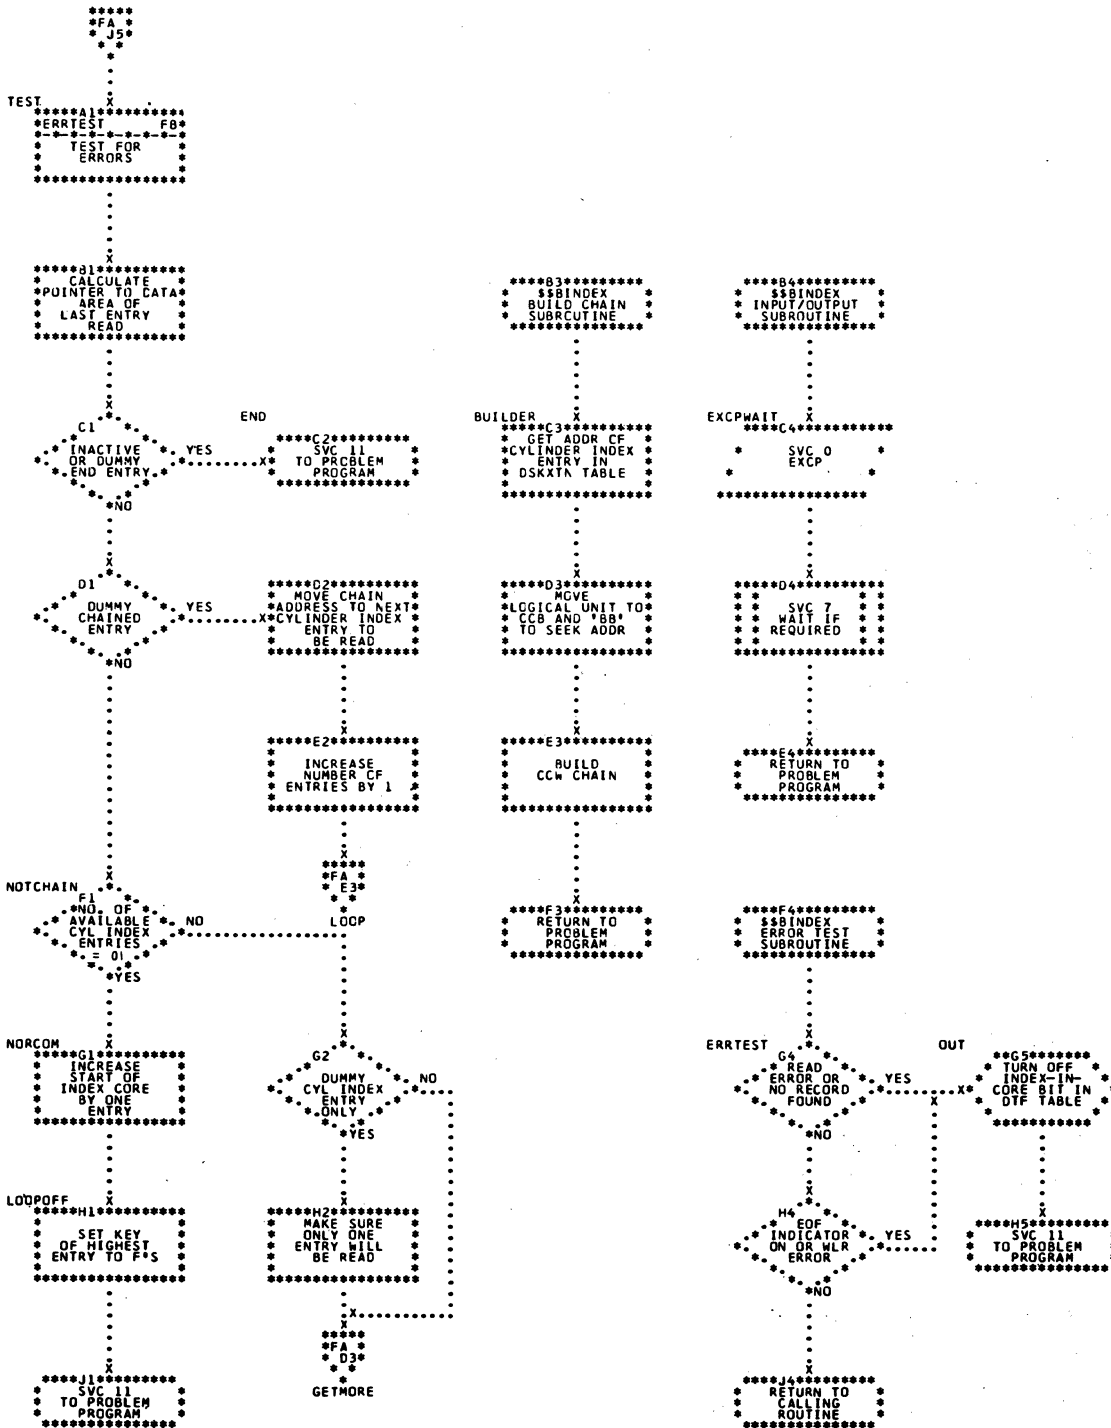 FA
J5
TEST
A1
ERRTEST FB
TEST FOR
ERRORS
B1
CALCULATE
POINTER TO DATA
AREA OF
LAST ENTRY
READ
C1
INACTIVE
OR DUMMY
END ENTRY
YES
NO
END
C2
SVC 11
TO PROBLEM
PROGRAM
D1
DUMMY
CHAINED
ENTRY
YES
NO
D2
MOVE CHAIN
ADDRESS TO NEXT
CYLINDER INDEX
ENTRY TO
BE READ
E2
INCREASE
NUMBER CF
ENTRIES BY 1
FA
E3
LOOP
NOTCHAIN
F1
NO. OF
AVAILABLE
CYL INDEX
ENTRIES
= 01
NO
YES
NORCOM
G1
INCREASE
START OF
INDEX CORE
BY ONE
ENTRY
G2
DUMMY
CYL INDEX
ENTRY
ONLY
NO
YES
LOOPOFF
H1
SET KEY
OF HIGHEST
ENTRY TO F'S
H2
MAKE SURE
ONLY ONE
ENTRY WILL
BE READ
FA
D3
GETMORE
J1
SVC 11
TO PROBLEM
PROGRAM
B3
$$BINDEX
BUILD CHAIN
SUBRCUTINE
BUILDER
C3
GET ADDR CF
CYLINDER INDEX
ENTRY IN
DSKXTN TABLE
D3
MOVE
LOGICAL UNIT TO
CCB AND 'BB'
TO SEEK ADDR
E3
BUILD
CCW CHAIN
F3
RETURN TO
PROBLEM
PROGRAM
B4
$$BINDEX
INPUT/OUTPUT
SUBROUTINE
EXCPWAIT
C4
SVC 0
EXCP
D4
SVC 7
WAIT IF
REQUIRED
E4
RETURN TO
PROBLEM
PROGRAM
F4
$$BINDEX
ERROR TEST
SUBROUTINE
ERRTEST
G4
READ
ERROR OR
NO RECORD
FOUND
YES
NO
OUT
G5
TURN OFF
INDEX-IN-
CORE BIT IN
DTF TABLE
H4
EOF
INDICATOR
ON OR WLR
ERROR
YES
NO
H5
SVC 11
TO PROBLEM
PROGRAM
J4
RETURN TO
CALLING
ROUTINE